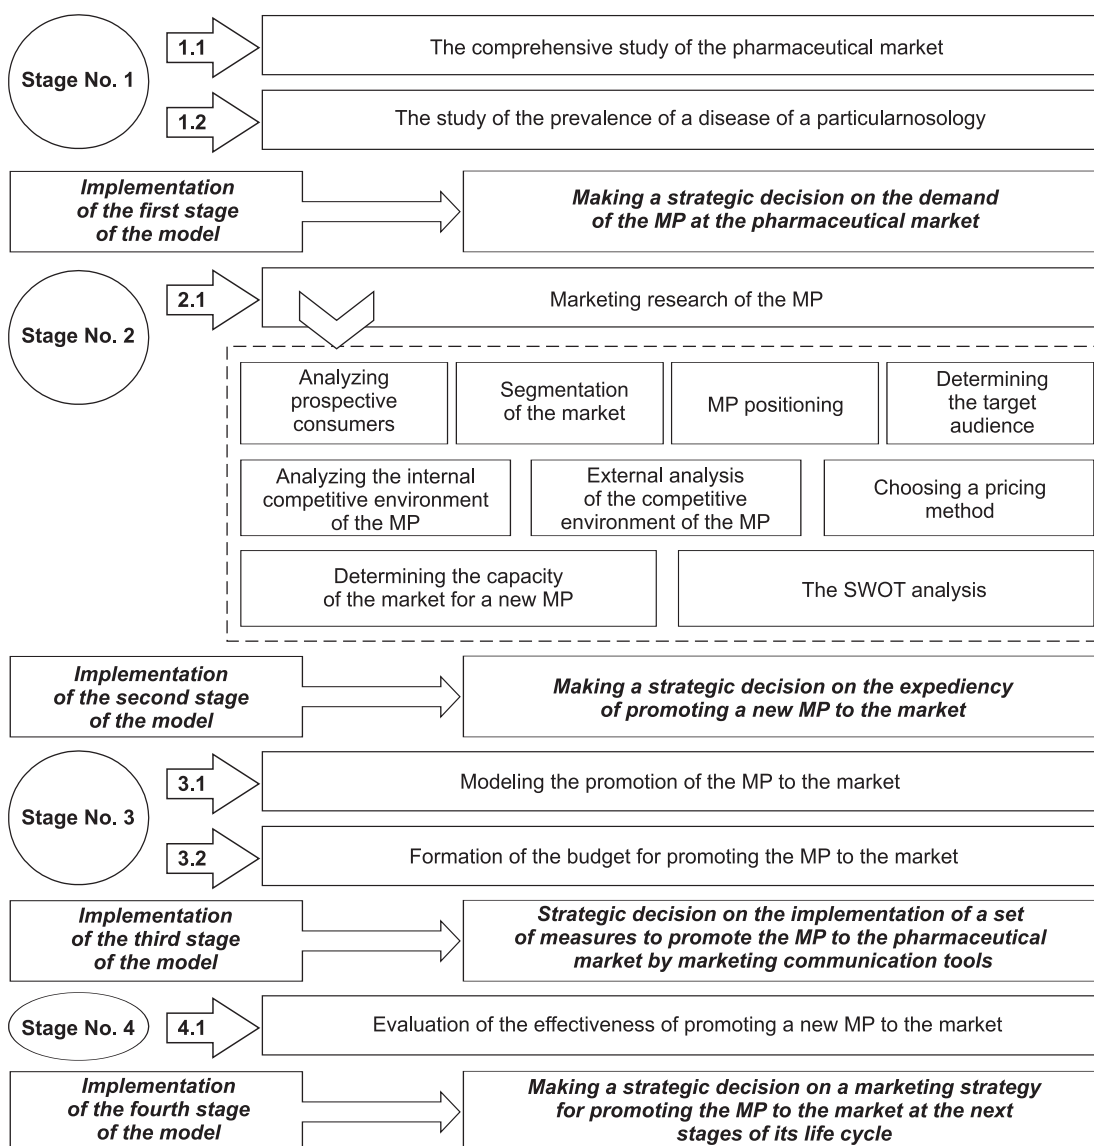 Stage No. 1
1.1
The comprehensive study of the pharmaceutical market
1.2
The study of the prevalence of a disease of a particularnosology
Implementation
of the first stage
of the model
Making a strategic decision on the demand
of the MP at the pharmaceutical market
Stage No. 2
2.1
Marketing research of the MP
Analyzing
prospective
consumers
Segmentation
of the market
MP positioning
Determining
the target
audience
Analyzing the internal
competitive environment
of the MP
External analysis
of the competitive
environment of the MP
Choosing a pricing
method
Determining the capacity
of the market for a new MP
The SWOT analysis
Implementation
of the second stage
of the model
Making a strategic decision on the expediency
of promoting a new MP to the market
Stage No. 3
3.1
Modeling the promotion of the MP to the market
3.2
Formation of the budget for promoting the MP to the market
Implementation
of the third stage
of the model
Strategic decision on the implementation of a set
of measures to promote the MP to the pharmaceutical
market by marketing communication tools
Stage No. 4
4.1
Evaluation of the effectiveness of promoting a new MP to the market
Implementation
of the fourth stage
of the model
Making a strategic decision on a marketing strategy
for promoting the MP to the market at the next
stages of its life cycle